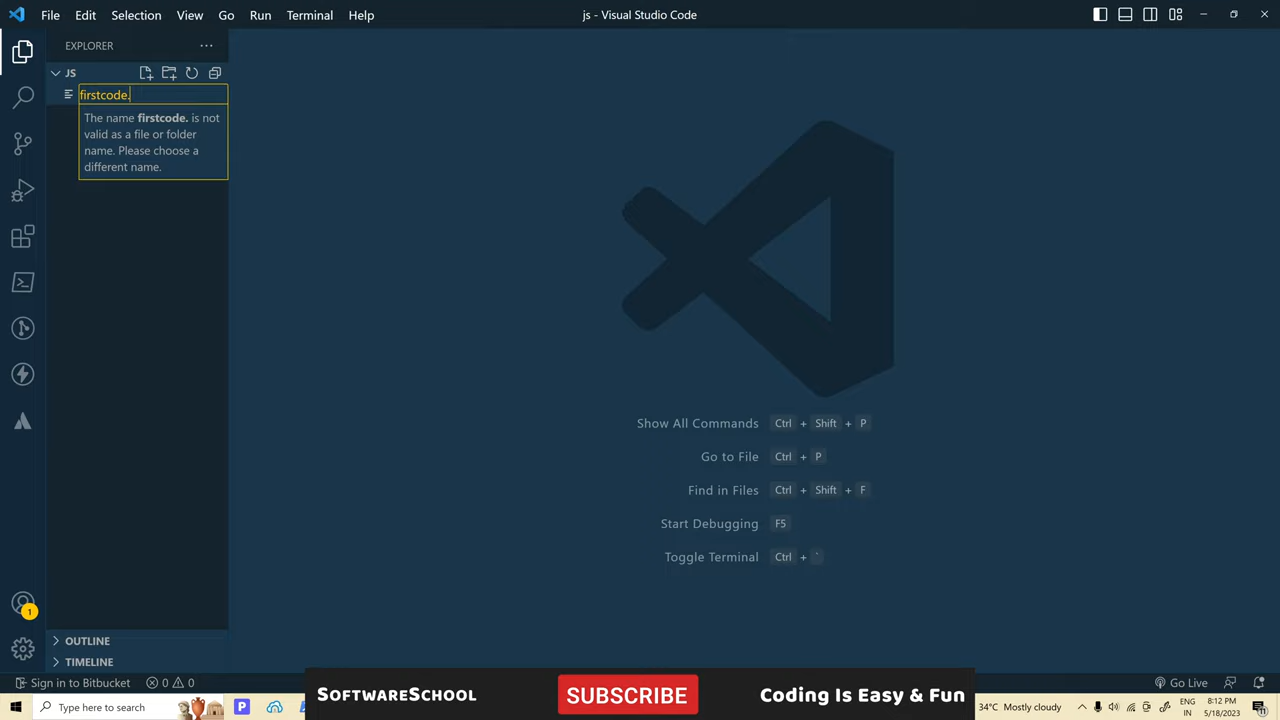 File Edit Selection View Go Run Terminal Help
js - Visual Studio Code
EXPLORER
JS
firstcode.
The name firstcode. is not
valid as a file or folder
name. Please choose a
different name.
Show All Commands Ctrl + Shift + P
Go to File Ctrl + P
Find in Files Ctrl + Shift + F
Start Debugging F5
Toggle Terminal Ctrl + `
1
OUTLINE
TIMELINE
Sign in to Bitbucket 0 0
Go Live
SOFTWARESCHOOL
SUBSCRIBE
Coding Is Easy & Fun
Type here to search
P
34°C Mostly cloudy
ENG
IN
8:12 PM
5/18/2023